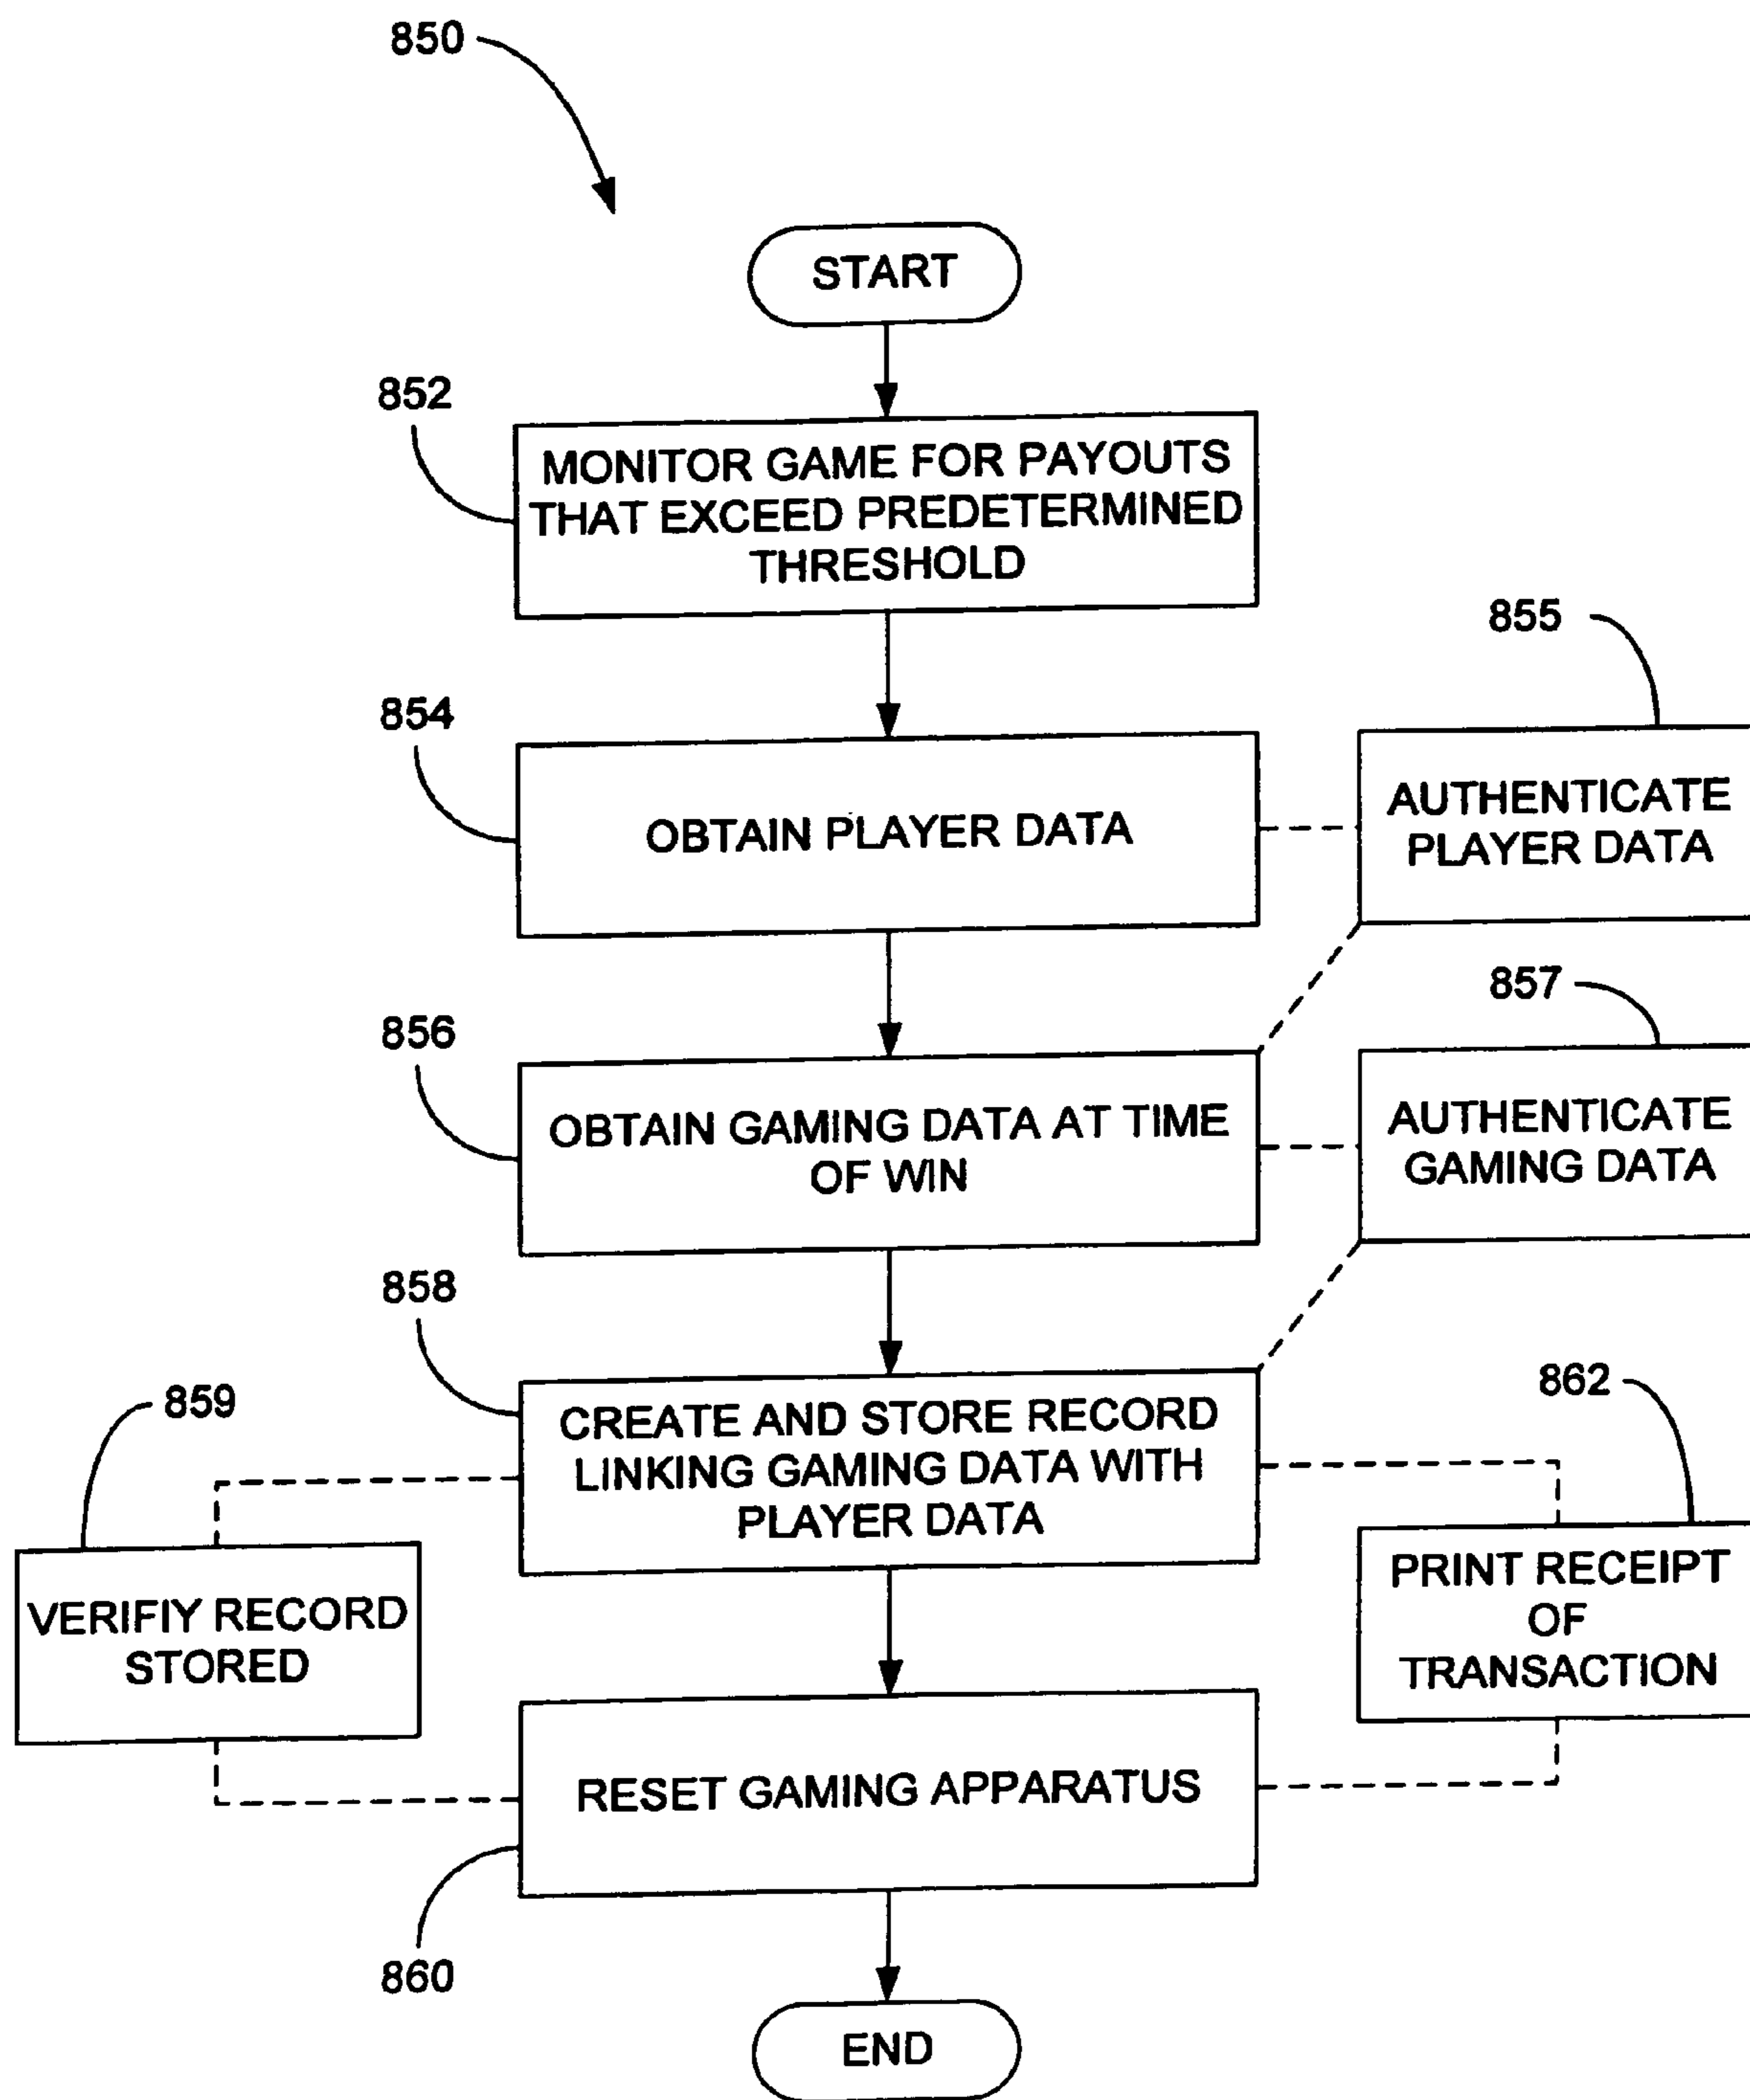 850
START
852
MONITOR GAME FOR PAYOUTS
THAT EXCEED PREDETERMINED
THRESHOLD
855
854
OBTAIN PLAYER DATA
AUTHENTICATE
PLAYER DATA
857
856
OBTAIN GAMING DATA AT TIME
OF WIN
AUTHENTICATE
GAMING DATA
858
859
862
CREATE AND STORE RECORD
LINKING GAMING DATA WITH
PLAYER DATA
VERIFIY RECORD
STORED
PRINT RECEIPT
OF
TRANSACTION
RESET GAMING APPARATUS
860
END